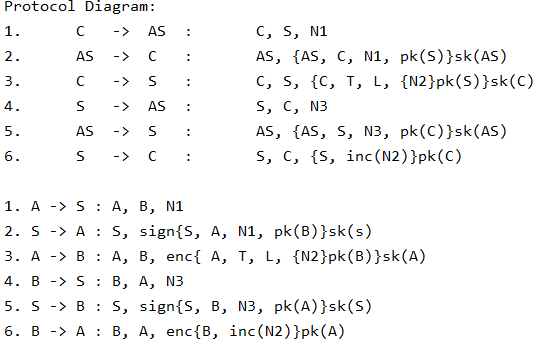 Protocol Diagram:
1. C -> AS : C, S, N1
2. AS -> C : AS, {AS, C, N1, pk(S)}sk(AS)
3. C -> S : C, S, {C, T, L, {N2}pk(S)}sk(C)
4. S -> AS : S, C, N3
5. AS -> S : AS, {AS, S, N3, pk(C)}sk(AS)
6. S -> C : S, C, {S, inc(N2)}pk(C)
1. A -> S : A, B, N1
2. S -> A : S, sign{S, A, N1, pk(B)}sk(s)
3. A -> B : A, B, enc{ A, T, L, {N2}pk(B)}sk(A)
4. B -> S : B, A, N3
5. S -> B : S, sign{S, B, N3, pk(A)}sk(S)
6. B -> A : B, A, enc{B, inc(N2)}pk(A)